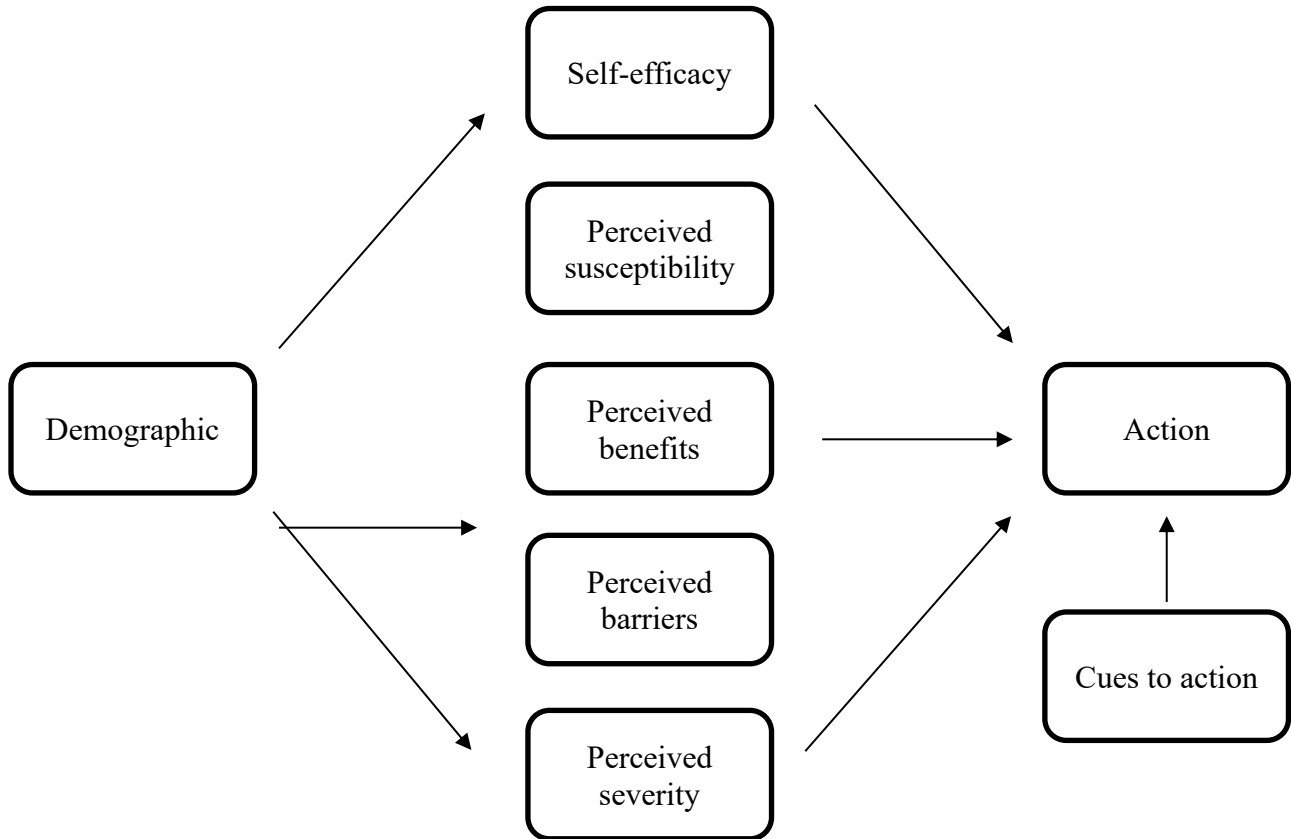 Self-efficacy
Perceived
susceptibility
Demographic
Perceived
benefits
Action
Perceived
barriers
Cues to action
Perceived
severity